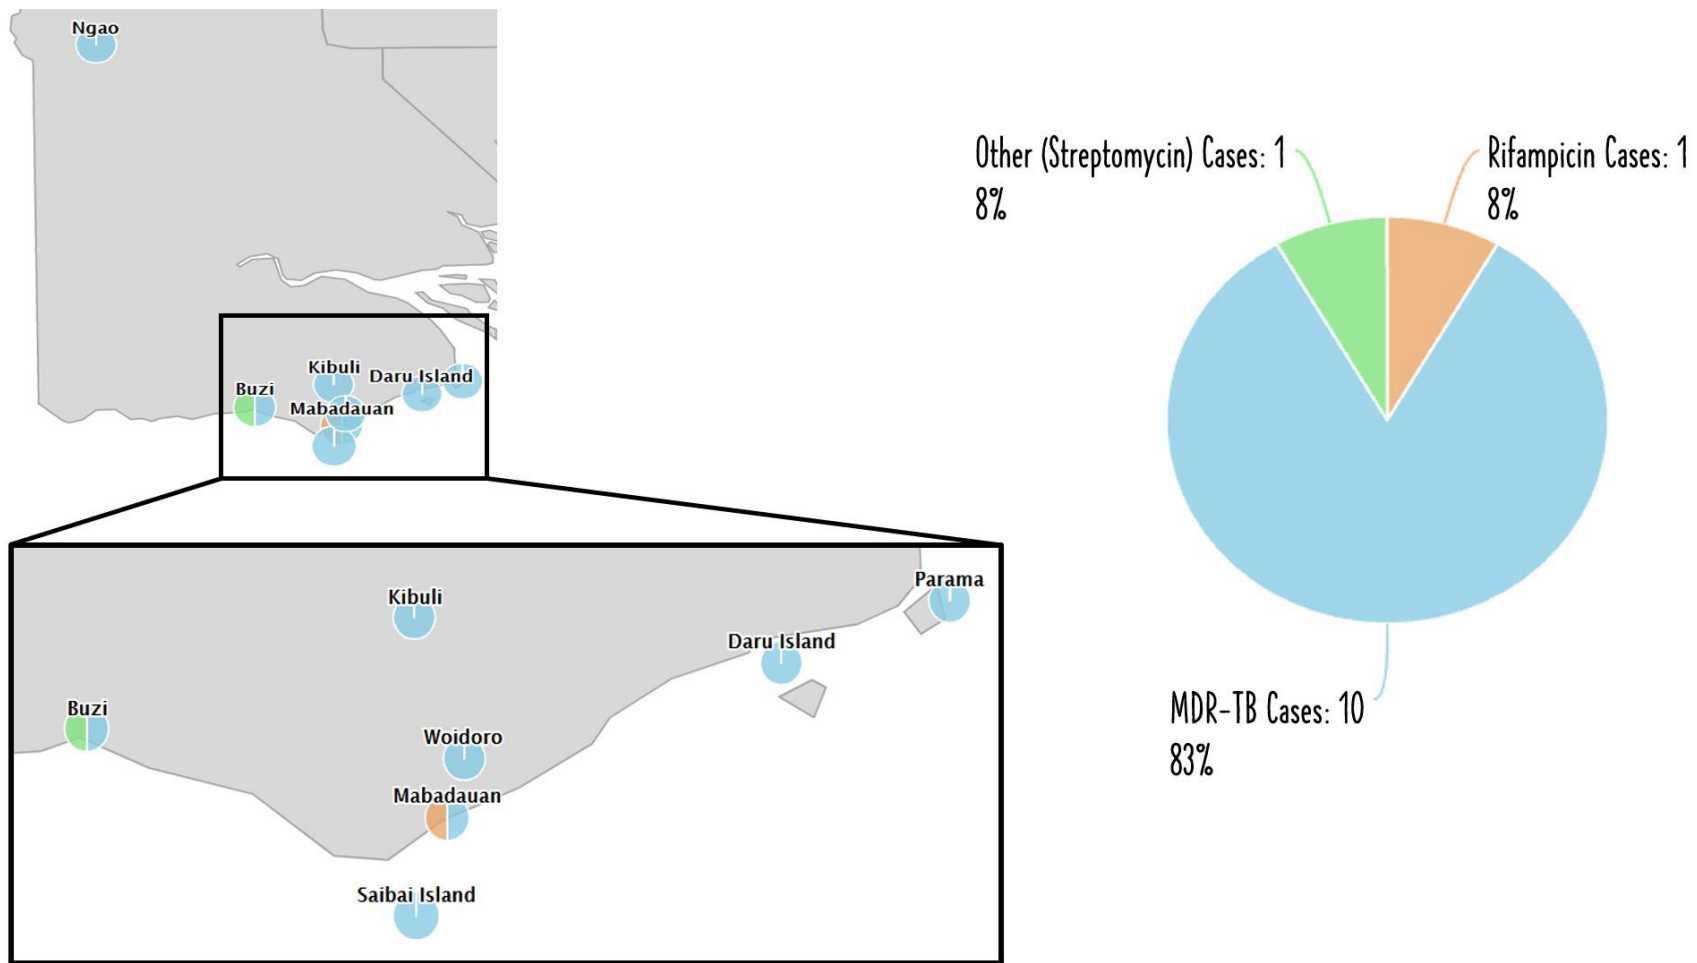 Ngao
Kibuli
Daru Island
Buzi
Mabadauan
Kibuli
Parama
Daru Island
Buzi
Woidoro
Mabadauan
Saibai Island
Other (Streptomycin) Cases: 1
8%
Rifampicin Cases: 1
8%
MDR-TB Cases: 10
83%